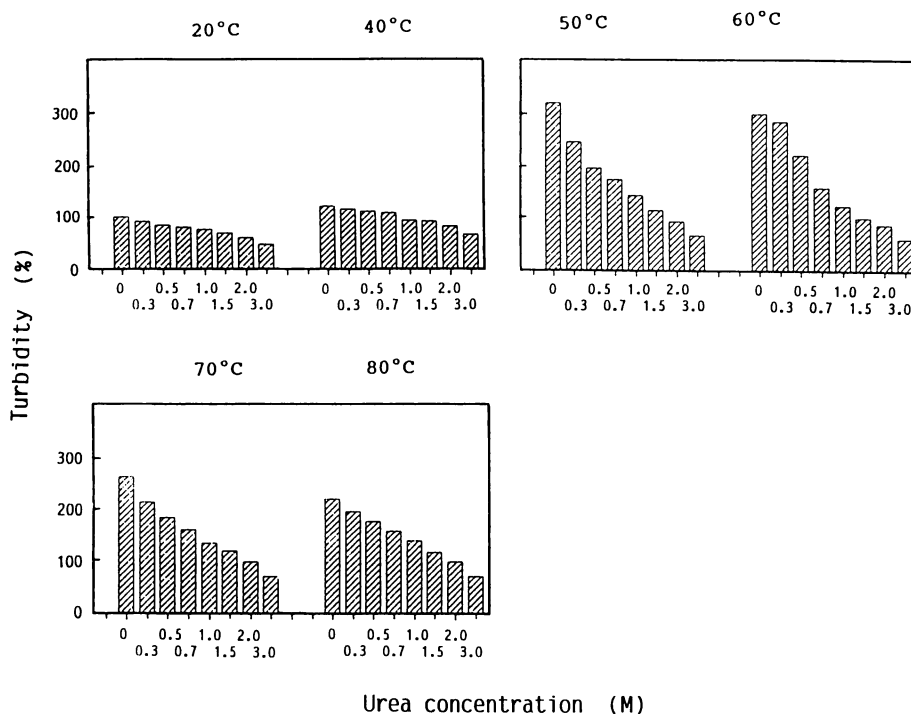 20°C 40°C 50°C 60°C
300
200
100
0
0 0.5 1.0 2.0 0 0.5 1.0 2.0 0 0.5 1.0 2.0 0 0.5 1.0 2.0
0.3 0.7 1.5 3.0 0.3 0.7 1.5 3.0 0.3 0.7 1.5 3.0 0.3 0.7 1.5 3.0
Turbidity (%)
70°C 80°C
300
200
100
0
0 0.5 1.0 2.0 0 0.5 1.0 2.0
0.3 0.7 1.5 3.0 0.3 0.7 1.5 3.0
Urea concentration (M)